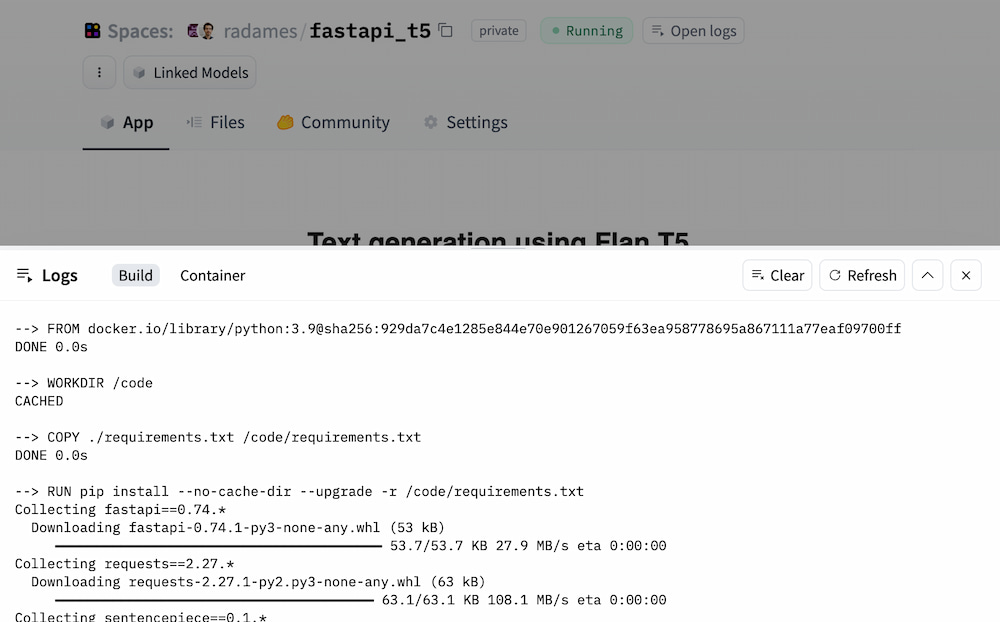 Spaces: radames/fastapi_t5 private Running Open logs
Linked Models
App Files Community Settings
Text generation using Flan T5
Logs Build Container Clear Refresh
--> FROM docker.io/library/python:3.9@sha256:929da7c4e1285e844e70e901267059f63ea958778695a867111a77eaf09700ff
DONE 0.0s
--> WORKDIR /code
CACHED
--> COPY ./requirements.txt /code/requirements.txt
DONE 0.0s
--> RUN pip install --no-cache-dir --upgrade -r /code/requirements.txt
Collecting fastapi==0.74.*
Downloading fastapi-0.74.1-py3-none-any.whl (53 kB)
53.7/53.7 KB 27.9 MB/s eta 0:00:00
Collecting requests==2.27.*
Downloading requests-2.27.1-py2.py3-none-any.whl (63 kB)
63.1/63.1 KB 108.1 MB/s eta 0:00:00
Collecting sentencepiece==0.1.*